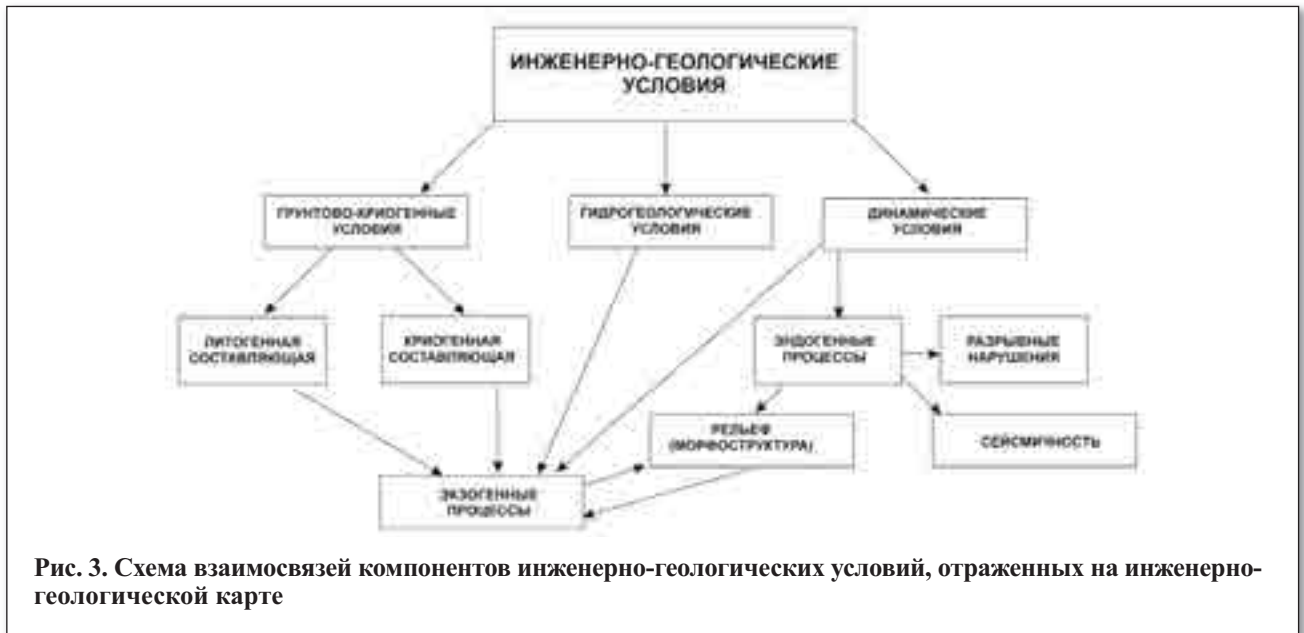 ИНЖЕНЕРНО-ГЕОЛОГИЧЕСКИЕ
УСЛОВИЯ
ГРУНТОВО-КРИОГЕННЫЕ
УСЛОВИЯ
ГИДРОГЕОЛОГИЧЕСКИЕ
УСЛОВИЯ
ДИНАМИЧЕСКИЕ
УСЛОВИЯ
ЛИТОГЕННАЯ
СОСТАВЛЯЮЩАЯ
КРИОГЕННАЯ
СОСТАВЛЯЮЩАЯ
ЭНДОГЕННЫЕ
ПРОЦЕССЫ
РАЗРЫВНЫЕ
НАРУШЕНИЯ
РЕЛЬЕФ
(МОРФОСТРУКТУРА)
СЕЙСМИЧНОСТЬ
ЭКЗОГЕННЫЕ
ПРОЦЕССЫ
Рис. 3. Схема взаимосвязей компонентов инженерно-геологических условий, отраженных на инженерно-
геологической карте